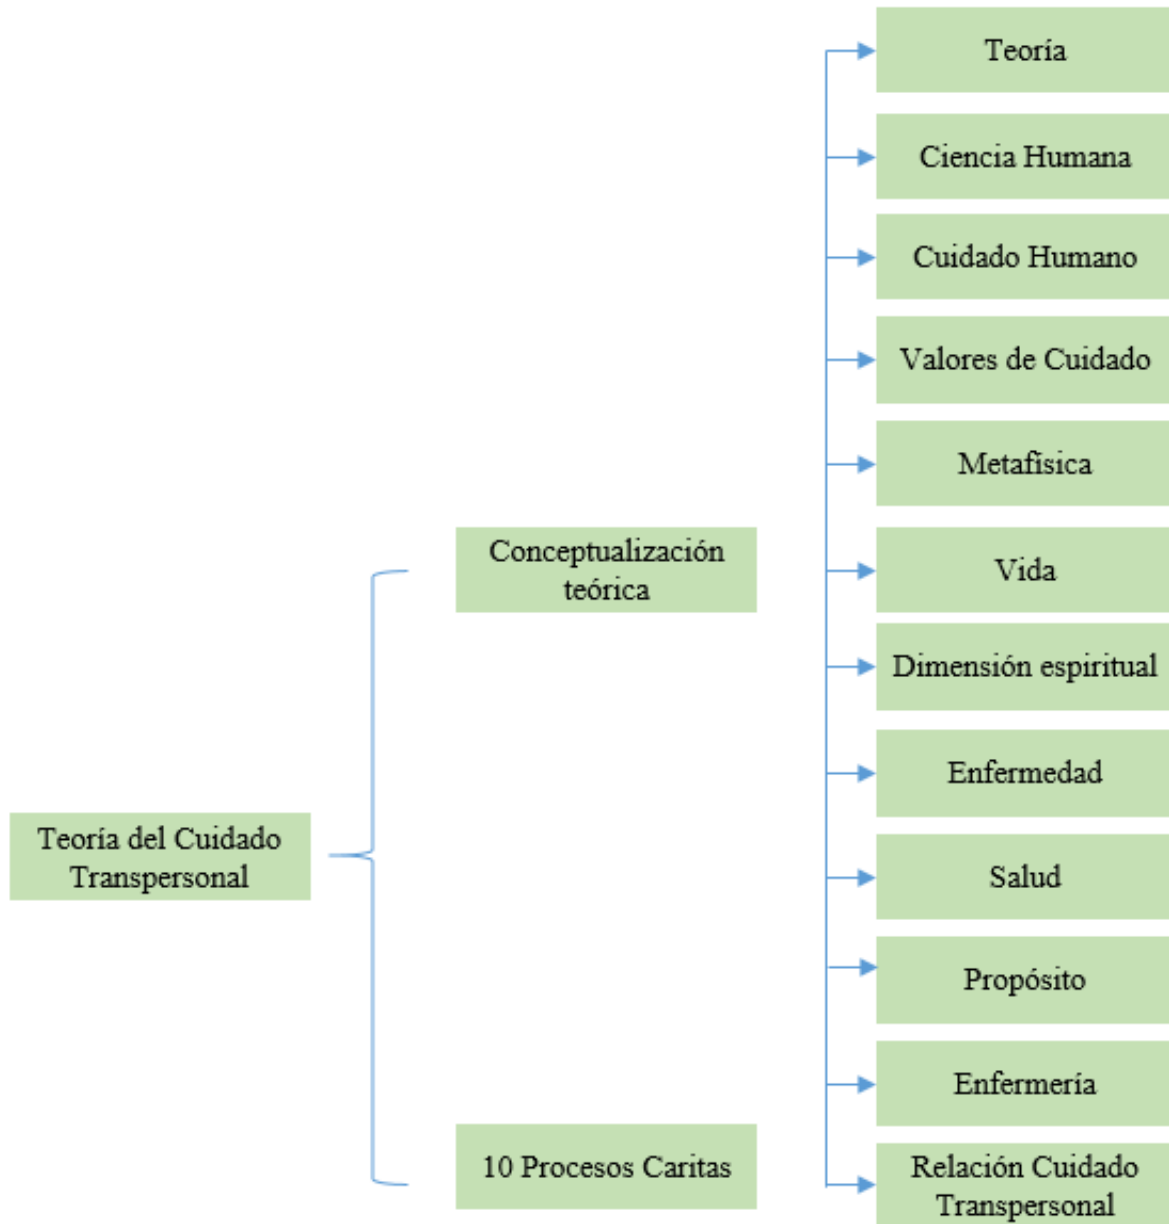 Teoría del Cuidado
Transpersonal
Conceptualización
teórica
10 Procesos Caritas
Teoría
Ciencia Humana
Cuidado Humano
Valores de Cuidado
Metafísica
Vida
Dimensión espiritual
Enfermedad
Salud
Propósito
Enfermería
Relación Cuidado
Transpersonal